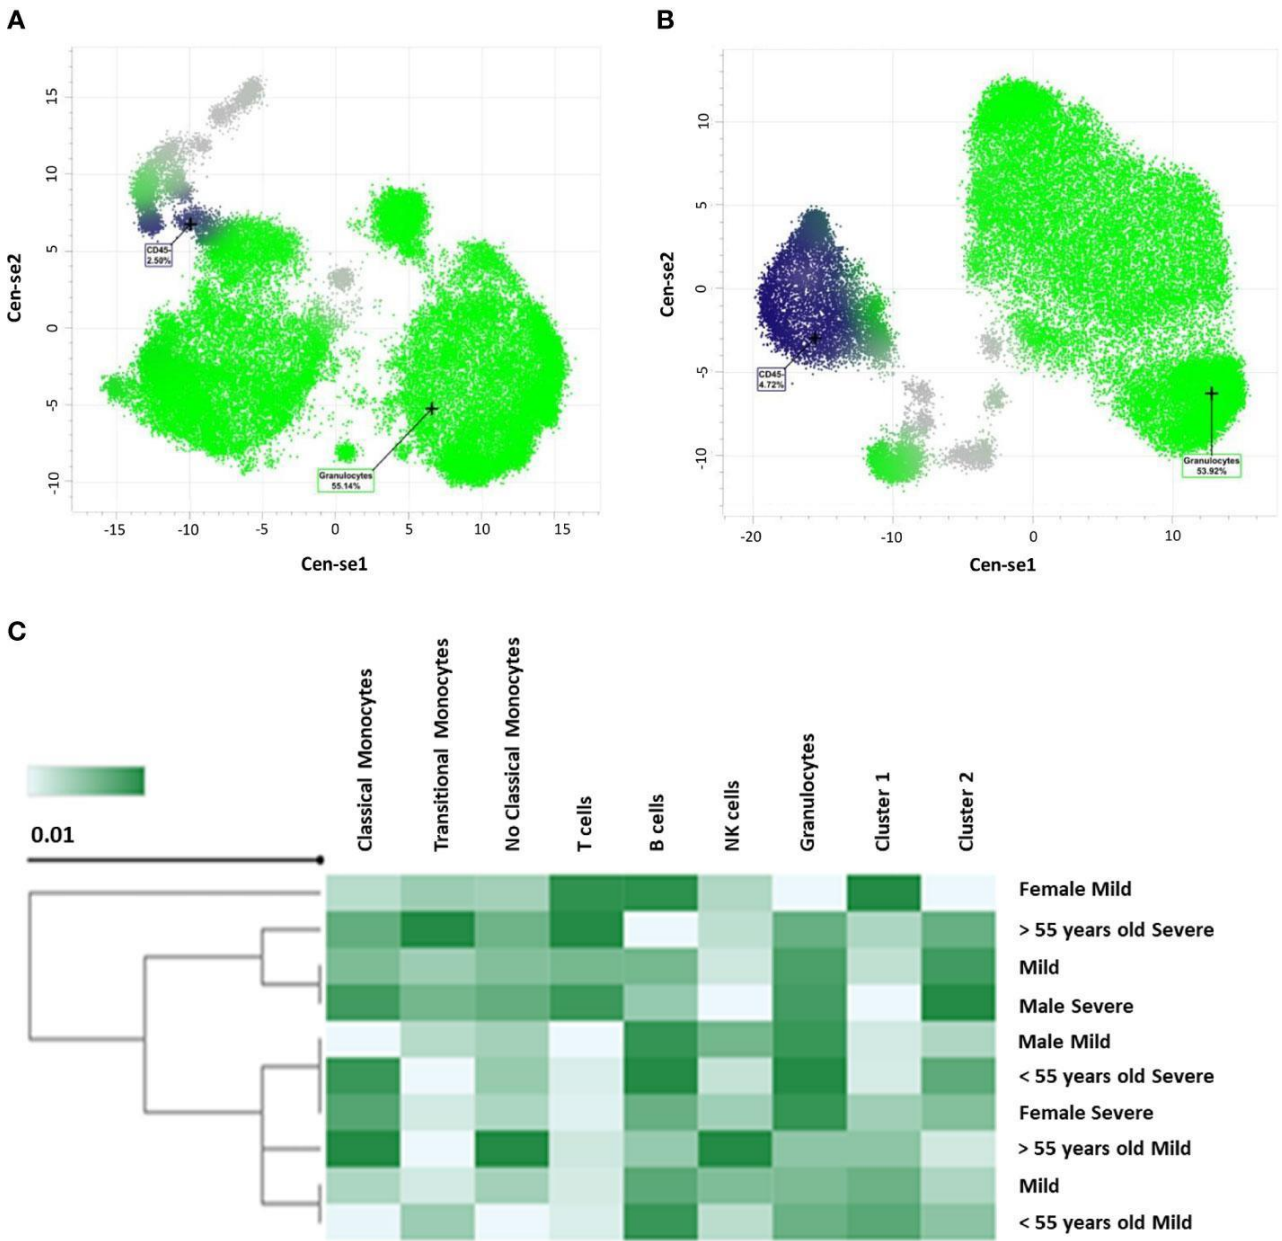 A
B
15
10
5
0
-5
-10
Cen-se2
CD45-
2.50%
Granulocytes
55.14%
-15
-10
-5
0
5
10
15
Cen-se1
10
5
0
-5
-10
Cen-se2
CD45-
4.72%
Granulocytes
53.92%
-20
-10
0
10
Cen-se1
C
Classical Monocytes
Transitional Monocytes
No Classical Monocytes
T cells
B cells
NK cells
Granulocytes
Cluster 1
Cluster 2
0.01
Female Mild
> 55 years old Severe
Mild
Male Severe
Male Mild
< 55 years old Severe
Female Severe
> 55 years old Mild
Mild
< 55 years old Mild